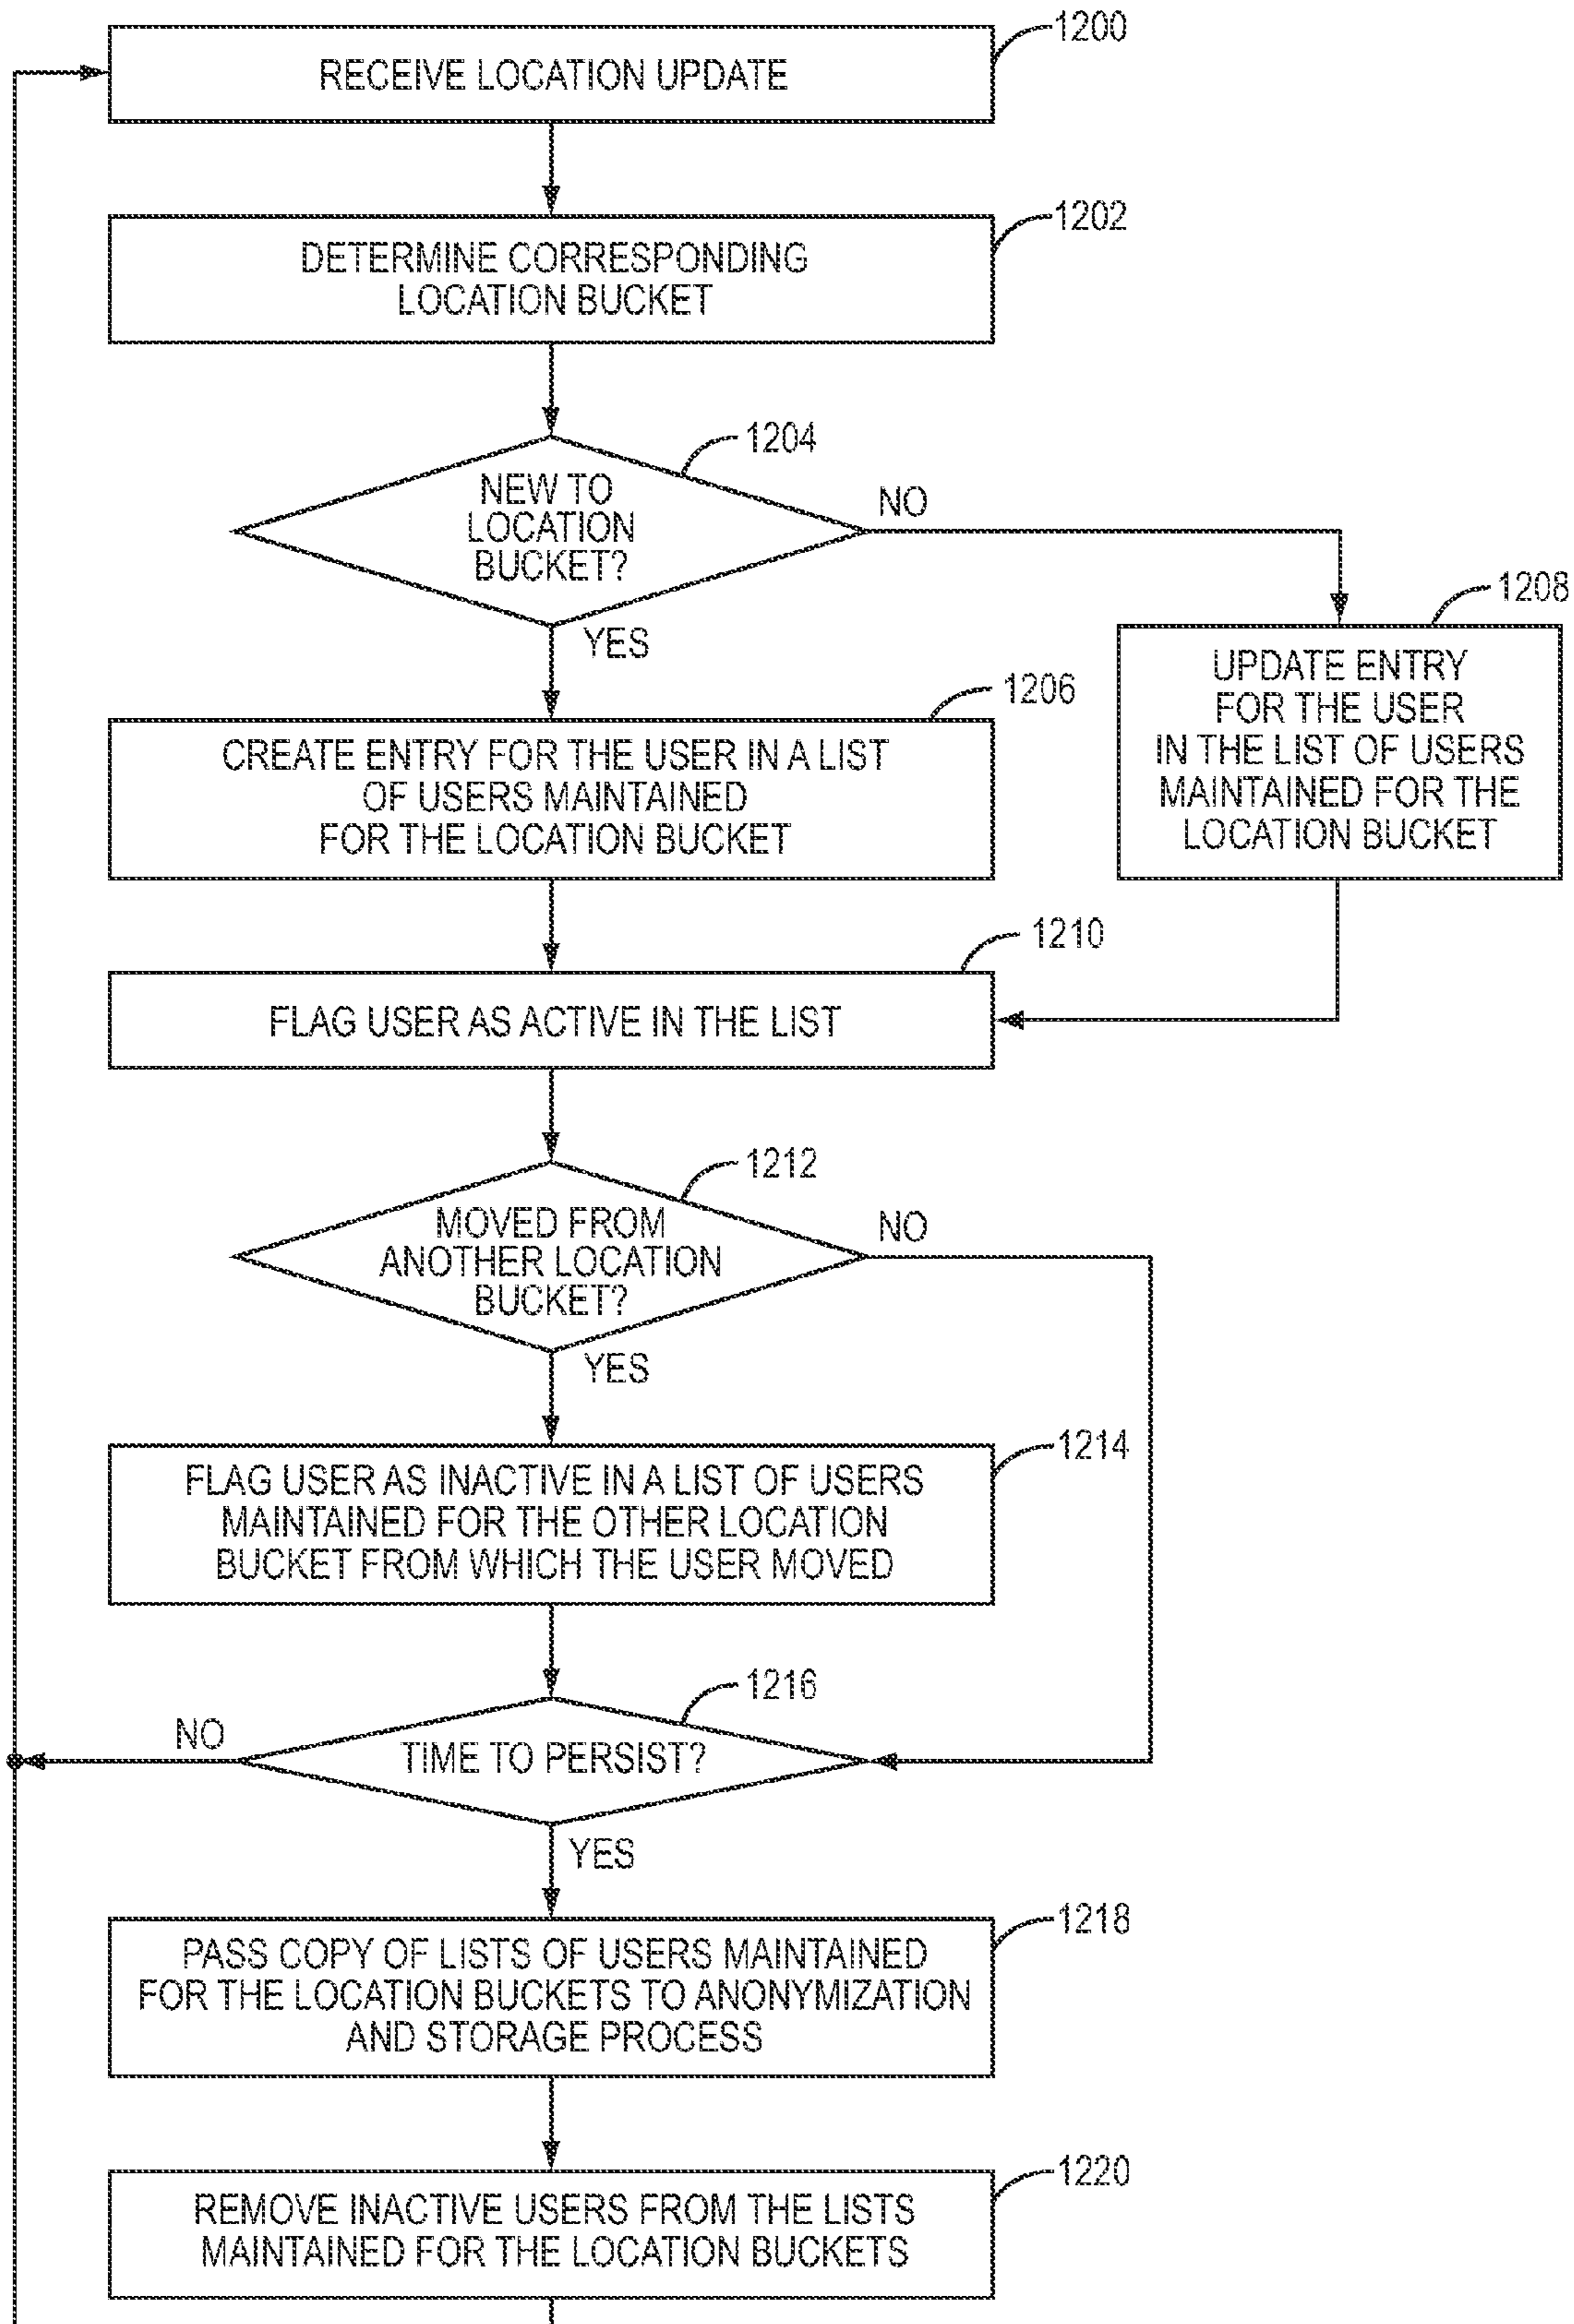 1200
RECEIVE LOCATION UPDATE
1202
DETERMINE CORRESPONDING
LOCATION BUCKET
1204
NEW TO
LOCATION
BUCKET?
NO
YES
1208
UPDATE ENTRY
FOR THE USER
IN THE LIST OF USERS
MAINTAINED FOR THE
LOCATION BUCKET
1206
CREATE ENTRY FOR THE USER IN A LIST
OF USERS MAINTAINED
FOR THE LOCATION BUCKET
1210
FLAG USER AS ACTIVE IN THE LIST
1212
MOVED FROM
ANOTHER LOCATION
BUCKET?
NO
YES
1214
FLAG USER AS INACTIVE IN A LIST OF USERS
MAINTAINED FOR THE OTHER LOCATION
BUCKET FROM WHICH THE USER MOVED
1216
NO
TIME TO PERSIST?
YES
1218
PASS COPY OF LISTS OF USERS MAINTAINED
FOR THE LOCATION BUCKETS TO ANONYMIZATION
AND STORAGE PROCESS
1220
REMOVE INACTIVE USERS FROM THE LISTS
MAINTAINED FOR THE LOCATION BUCKETS